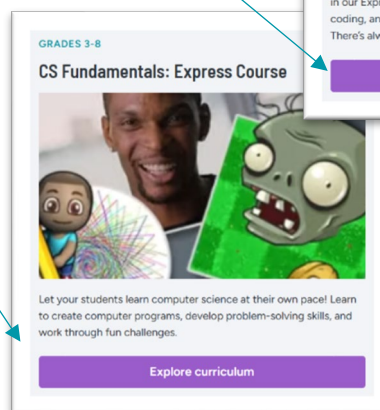 in our Exp
coding, an
There's alw
GRADES 3-8
CS Fundamentals: Express Course
Let your students learn computer science at their own pace! Learn
to create computer programs, develop problem-solving skills, and
work through fun challenges.
Explore curriculum